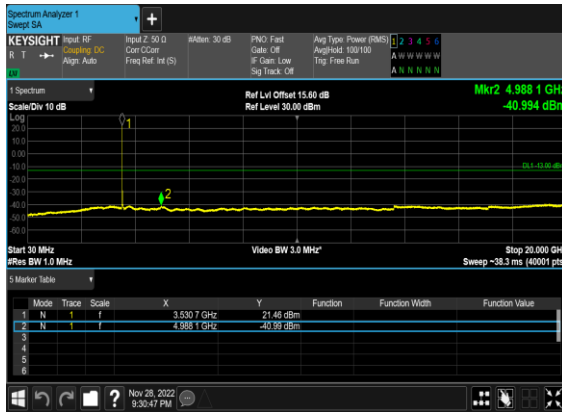 Spectrum Analyzer 1
Swept SA
+
KEYSIGHT Input: RF Input Z: 50 Ω #Atten: 30 dB PNO: Fast Avg Type: Power (RMS) 1 2 3 4 5 6
R T Coupling: DC Corr CCorr Gate: Off Avg|Hold: 100/100 A W W W W W
Align: Auto Freq Ref: Int (S) IF Gain: Low Trig: Free Run
Sig Track: Off A N N N N N
1 Spectrum
Ref Lvl Offset 15.60 dB Mkr2 4.988 1 GHz
Scale/Div 10 dB Ref Level 30.00 dBm -40.994 dBm
Log
20.0
10.0
0.00
-10.0
-20.0
-30.0
-40.0
-50.0
-60.0
1
2
DL1 -13.00 dBm
Start 30 MHz Video BW 3.0 MHz* Stop 20.000 GHz
#Res BW 1.0 MHz Sweep ~38.3 ms (40001 pts)
5 Marker Table
Mode Trace Scale X Y Function Function Width Function Value
1 N 1 f 3.530 7 GHz 21.46 dBm
2 N 1 f 4.988 1 GHz -40.99 dBm
3
4
5
6
? Nov 28, 2022
9:30:47 PM